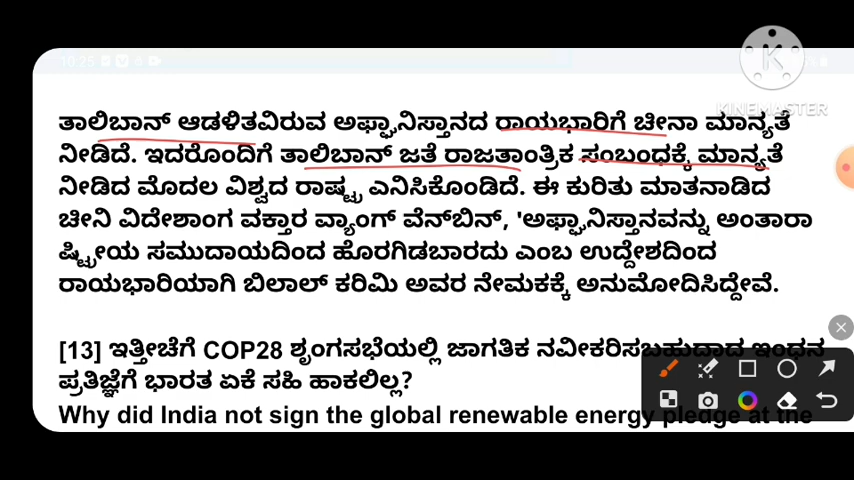 10:25
KINEMASTER
ತಾಲಿಬಾನ್ ಆಡಳಿತವಿರುವ ಅಫ್ಘಾನಿಸ್ತಾನದ ರಾಯಭಾರಿಗೆ ಚೀನಾ ಮಾನ್ಯತೆ
ನೀಡಿದೆ. ಇದರೊಂದಿಗೆ ತಾಲಿಬಾನ್ ಜತೆ ರಾಜತಾಂತ್ರಿಕ ಸಂಬಂಧಕ್ಕೆ ಮಾನ್ಯತೆ
ನೀಡಿದ ಮೊದಲ ವಿಶ್ವದ ರಾಷ್ಟ್ರ ಎನಿಸಿಕೊಂಡಿದೆ. ಈ ಕುರಿತು ಮಾತನಾಡಿದ
ಚೀನಿ ವಿದೇಶಾಂಗ ವಕ್ತಾರ ವ್ಯಾಂಗ್ ವೆನ್‌ಬಿನ್, 'ಅಫ್ಘಾನಿಸ್ತಾನವನ್ನು ಅಂತಾರಾ
ಷ್ಟ್ರೀಯ ಸಮುದಾಯದಿಂದ ಹೊರಗಿಡಬಾರದು ಎಂಬ ಉದ್ದೇಶದಿಂದ
ರಾಯಭಾರಿಯಾಗಿ ಬಿಲಾಲ್ ಕರಿಮಿ ಅವರ ನೇಮಕಕ್ಕೆ ಅನುಮೋದಿಸಿದ್ದೇವೆ.
[13] ಇತ್ತೀಚೆಗೆ COP28 ಶೃಂಗಸಭೆಯಲ್ಲಿ ಜಾಗತಿಕ ನವೀಕರಿಸಬಹುದಾದ ಇಂಧನ
ಪ್ರತಿಜ್ಞೆಗೆ ಭಾರತ ಏಕೆ ಸಹಿ ಹಾಕಲಿಲ್ಲ?
Why did India not sign the global renewable energy pledge at the